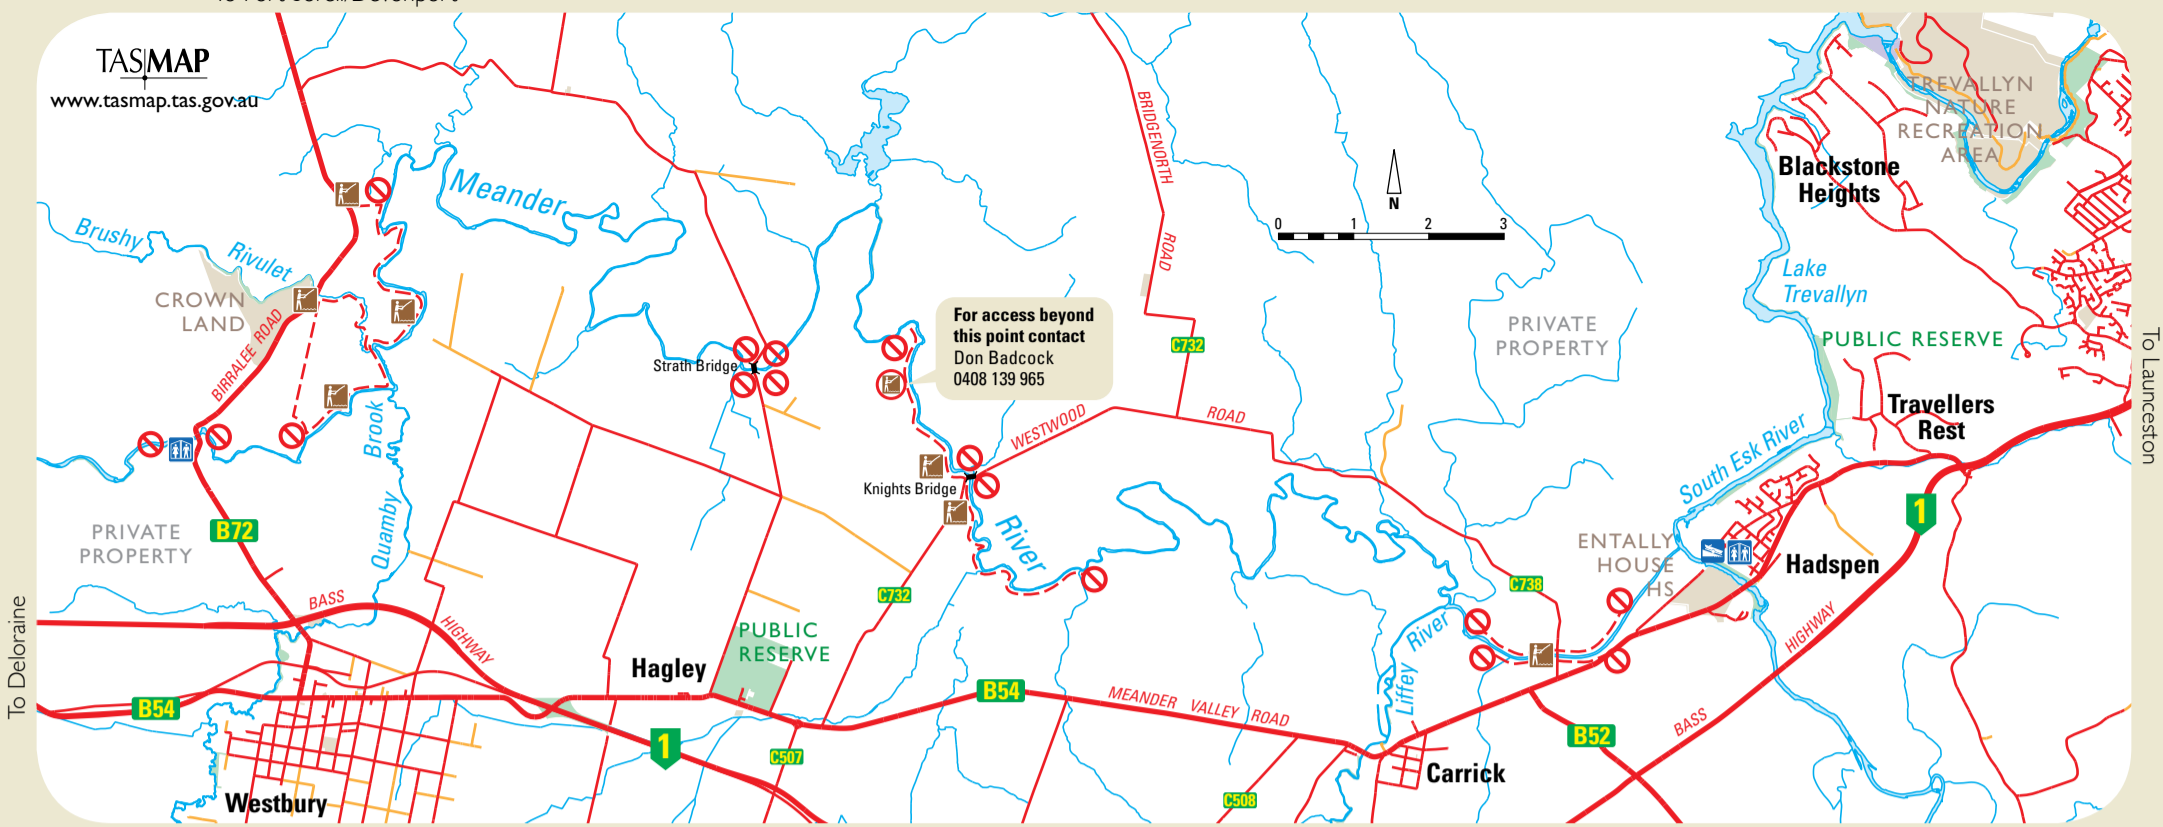 TASMAP
www.tasmap.tas.gov.au
Meander
BRIDGENORTH
ROAD
N
0 1 2 3
TREVALLYN
NATURE
RECREATION
AREA
Blackstone
Heights
Brushy
Rivulet
CROWN
LAND
BIRRALEE ROAD
Lake
Trevallyn
For access beyond
this point contact
Don Badcock
0408 139 965
PRIVATE
PROPERTY
PUBLIC RESERVE
C732
Strath Bridge
To Launceston
Travellers
Rest
WESTWOOD
ROAD
Brook
Quamby
South Esk River
Knights Bridge
River
1
B72
PRIVATE
PROPERTY
ENTALLY
HOUSE
HS
Hadspen
C738
C732
BASS
HIGHWAY
To Deloraine
PUBLIC
RESERVE
Hagley
River
Liffey
HIGHWAY
BASS
B54
B54
MEANDER VALLEY ROAD
B52
1
C507
Carrick
C508
Westbury